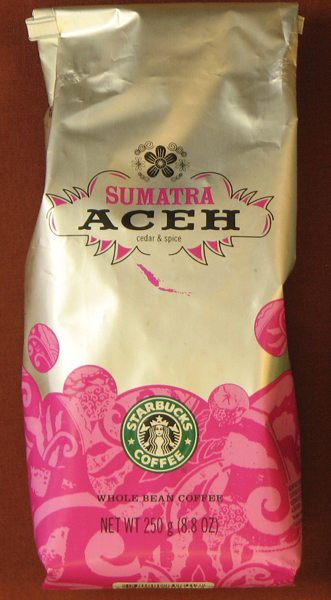 SUMATRA
ACEH
cedar & spice
STARBUCKS
COFFEE
WHOLE BEAN COFFEE
NET WT 250 g (8.8 OZ)